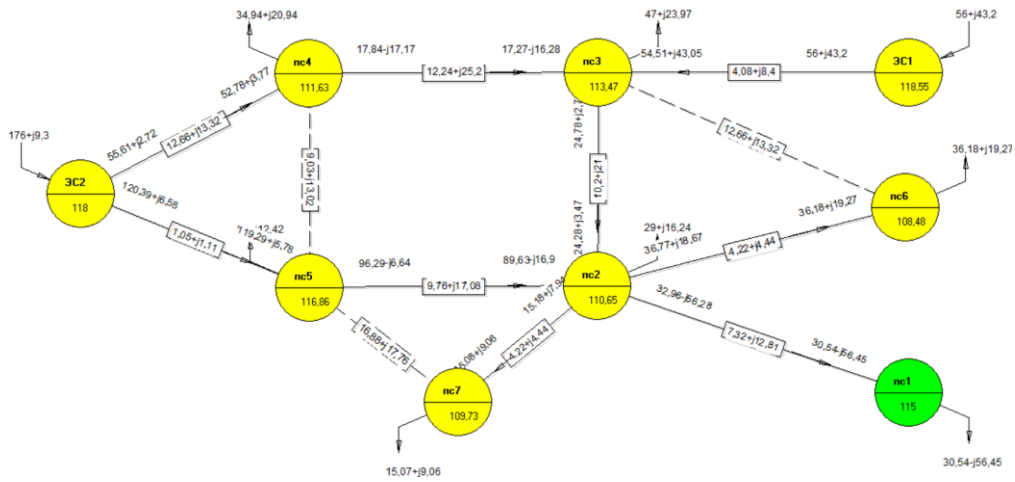 34,94+j20,94
47+j23,97
56+j43,2
пс4
111,63
17,84-j17,17
12,24+j25,2
17,27-j16,28
пс3
113,47
54,51+j43,05
4,08+j8,4
56+j43,2
ЭС1
118,55
52,78+j3,77
12,66+j13,32
55,61+j2,72
176+j9,3
ЭС2
118
120,39+j6,58
1,05+j1,11
119,29+j5,78
9,03+j13,02
24,78+j2,7
10,2+j21
24,28+j3,47
12,66+j13,32
36,18+j19,27
пс6
108,48
36,18+j19,27
4,22+j4,44
29+j16,24
36,77+j18,67
пс5
116,86
96,29-j6,64
9,76+j17,08
89,63-j16,9
пс2
110,65
15,18+j7,94
4,22+j4,44
16,88+j17,76
32,96-j56,28
7,32+j12,81
30,54-j56,45
пс1
115
пс7
109,73
15,07+j9,06
30,54-j56,45